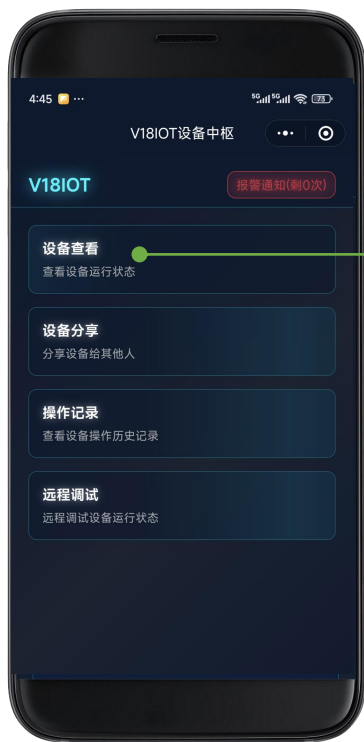 4:45 ...
5G 5G 73
V18IOT设备中枢
V18IOT
报警通知(剩0次)
设备查看
查看设备运行状态
设备分享
分享设备给其他人
操作记录
查看设备操作历史记录
远程调试
远程调试设备运行状态